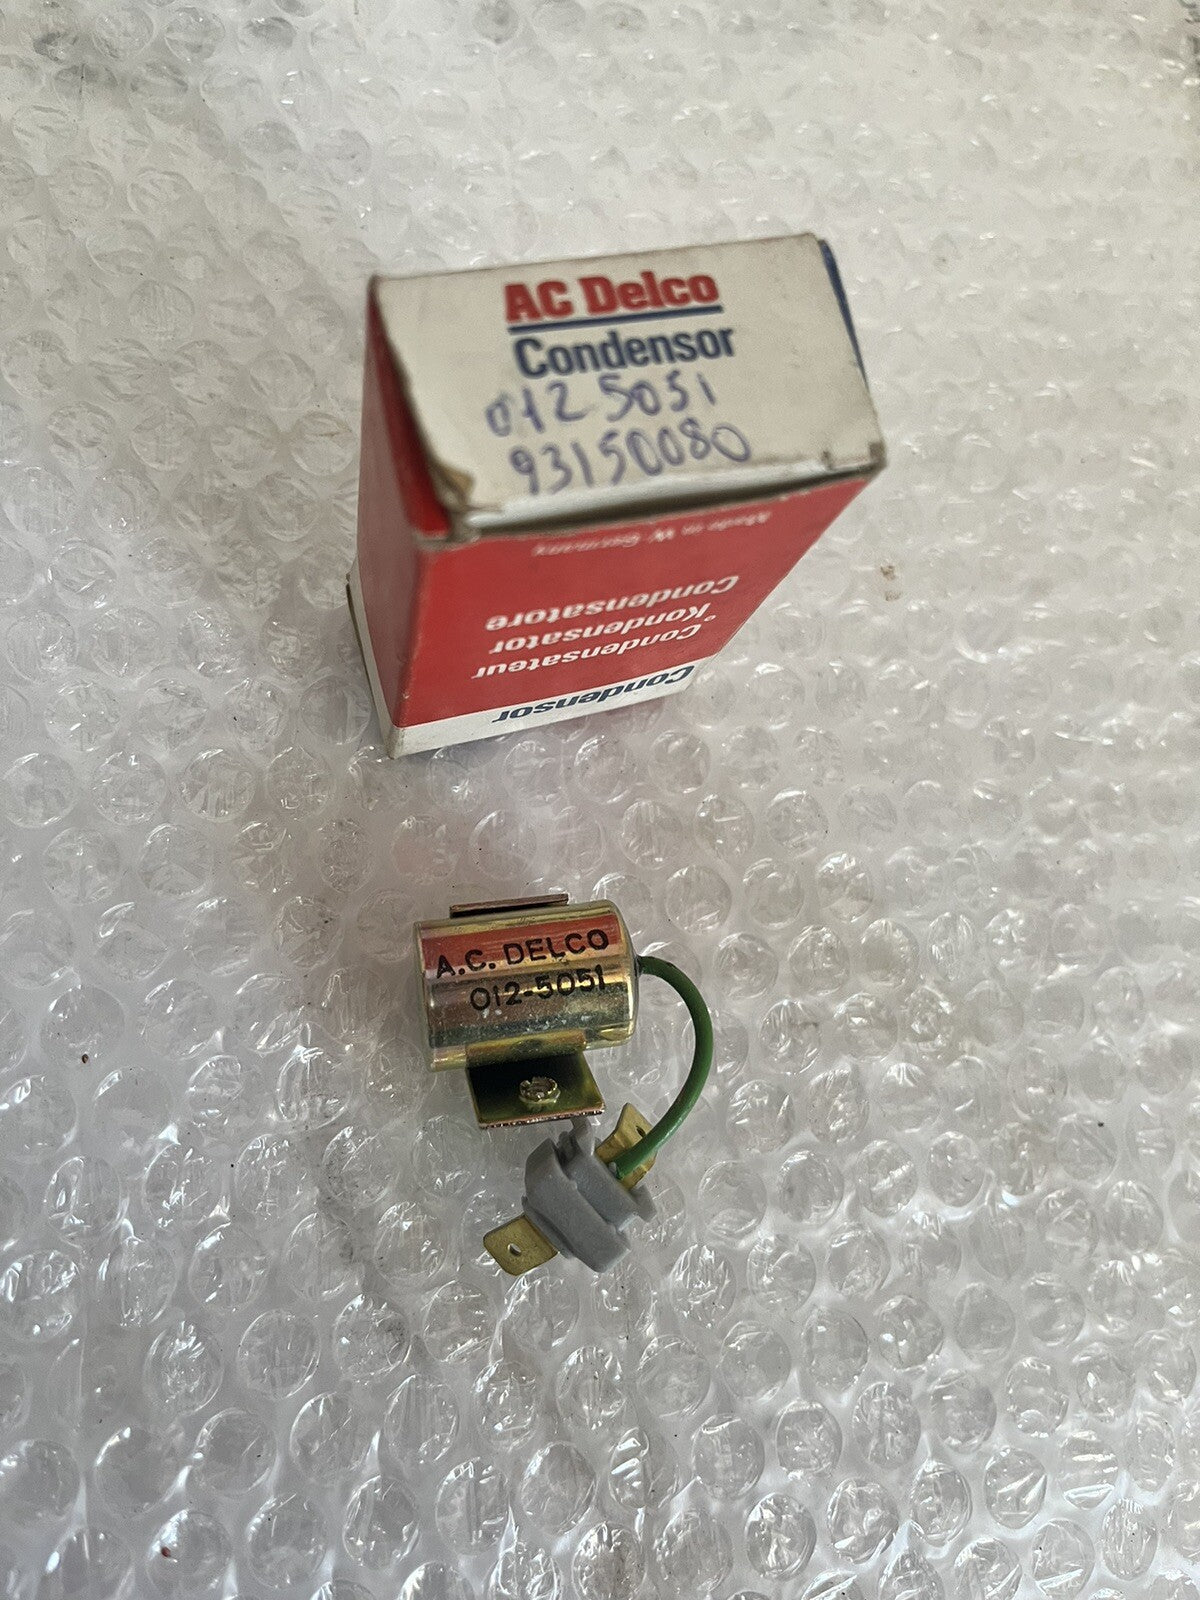 AC Delco
Condensor
012 5051
93150080
Made in W. Germany
Condensatore
Kondensator
Condensateur
Condensor
A.C. DELCO
012-5051